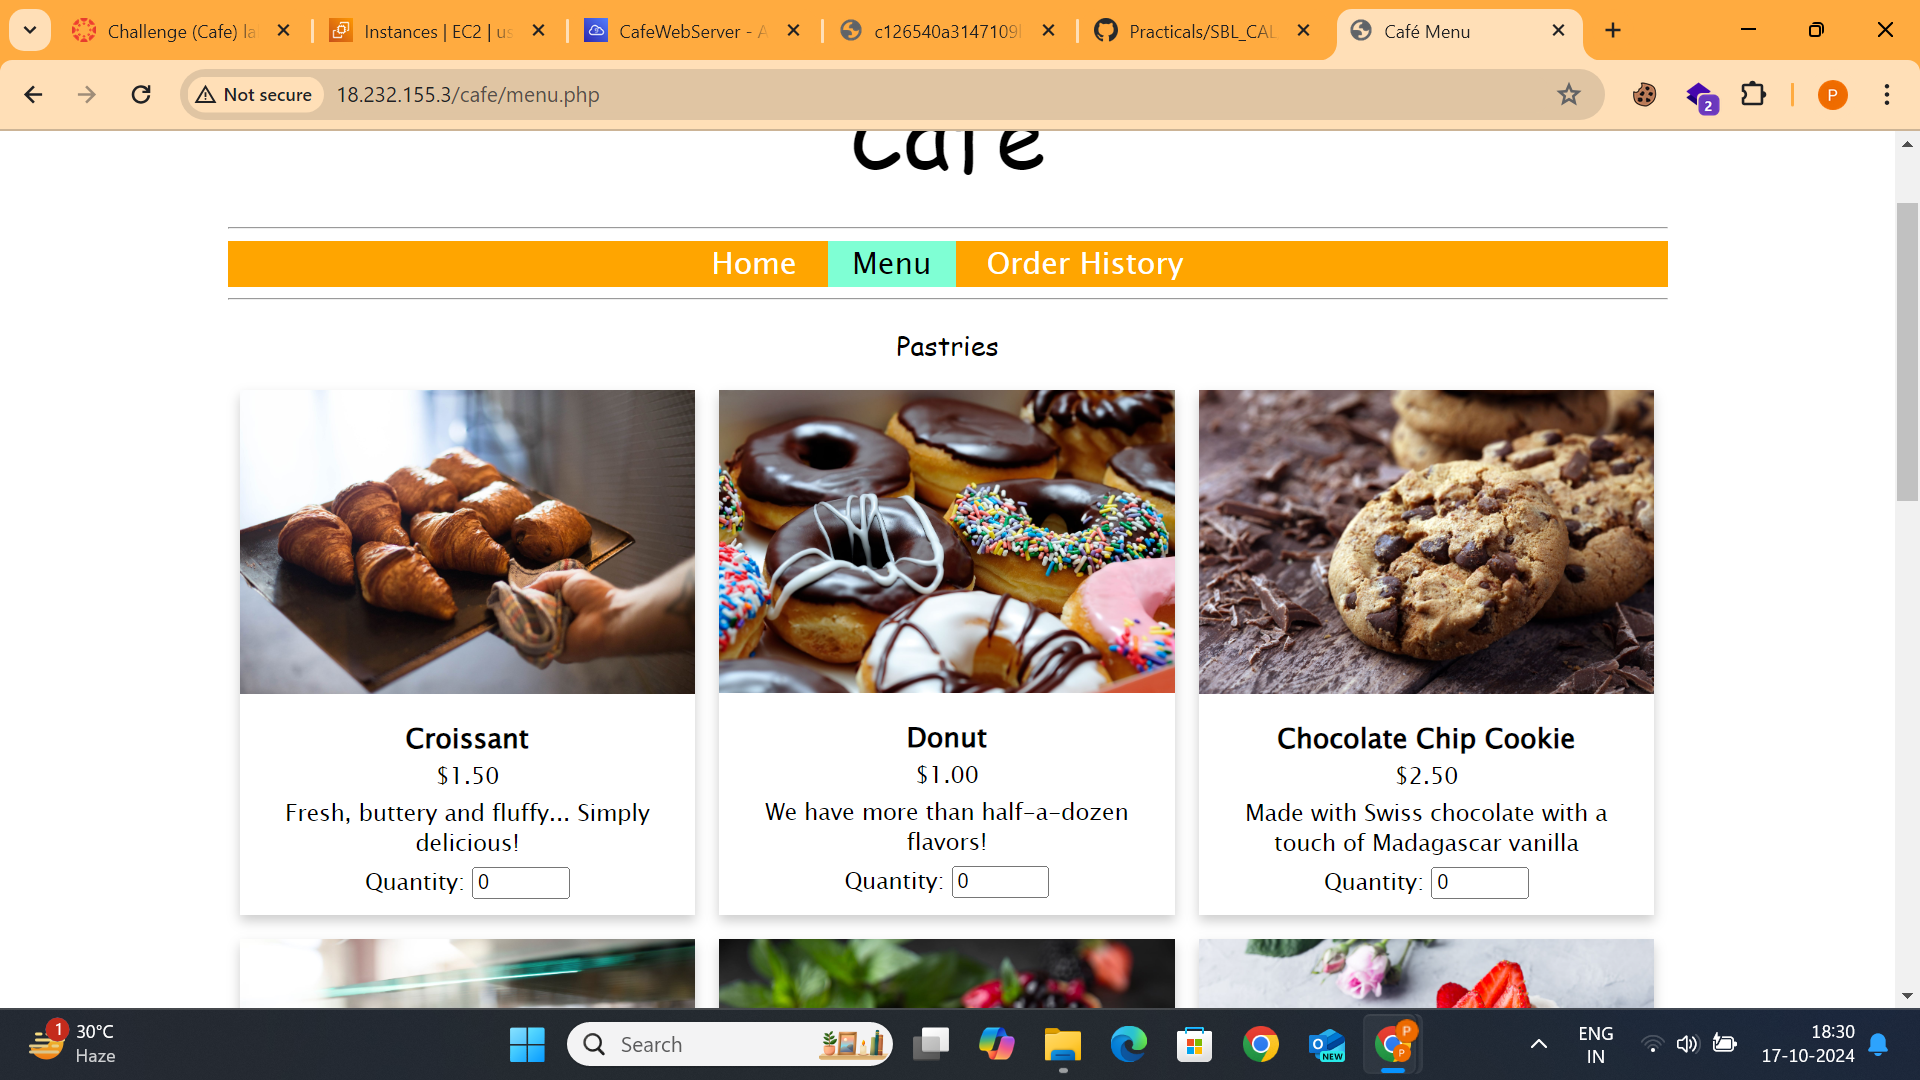 Challenge (Cafe) la
Instances | EC2 | us
CafeWebServer - A
c126540a3147109
Practicals/SBL_CAL
Café Menu
Not secure
18.232.155.3/cafe/menu.php
2
P
Café
Home
Menu
Order History
Pastries
Croissant
$1.50
Fresh, buttery and fluffy... Simply
delicious!
Quantity: 0
Donut
$1.00
We have more than half-a-dozen
flavors!
Quantity: 0
Chocolate Chip Cookie
$2.50
Made with Swiss chocolate with a
touch of Madagascar vanilla
Quantity: 0
1
30°C
Haze
Search
O
NEW
P
P
ENG
IN
18:30
17-10-2024